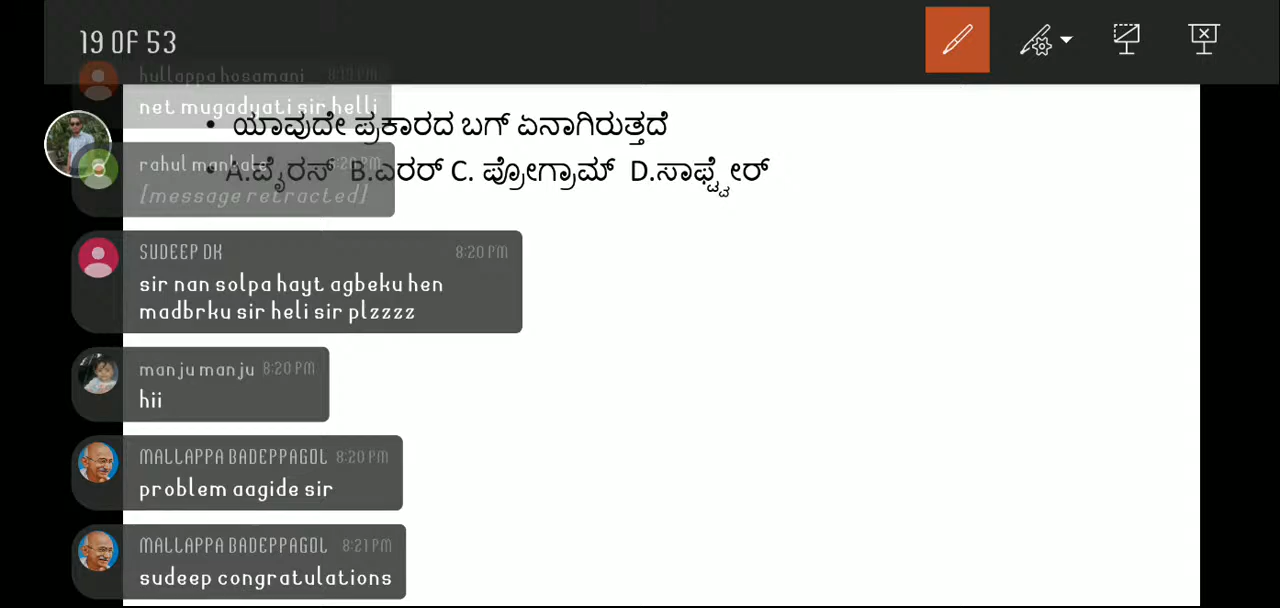 19 OF 53
hullappa hosamani 8:19 PM
net mugadyati sir helli
• ಯಾವುದೇ ಪ್ರಕಾರದ ಬಗ್ ಏನಾಗಿರುತ್ತದೆ
rahul mankale 8:20 PM
• A.ವೈರಸ್ B.ಎರರ್ C. ಪ್ರೋಗ್ರಾಮ್ D.ಸಾಫ್ಟ್ವೇರ್
[message retracted]
SUDEEP DK 8:20 PM
sir nan solpa hayt agbeku hen
madbrku sir heli sir plzzzz
manju manju 8:20 PM
hii
MALLAPPA BADEPPAGOL 8:20 PM
problem aagide sir
MALLAPPA BADEPPAGOL 8:21 PM
sudeep congratulations